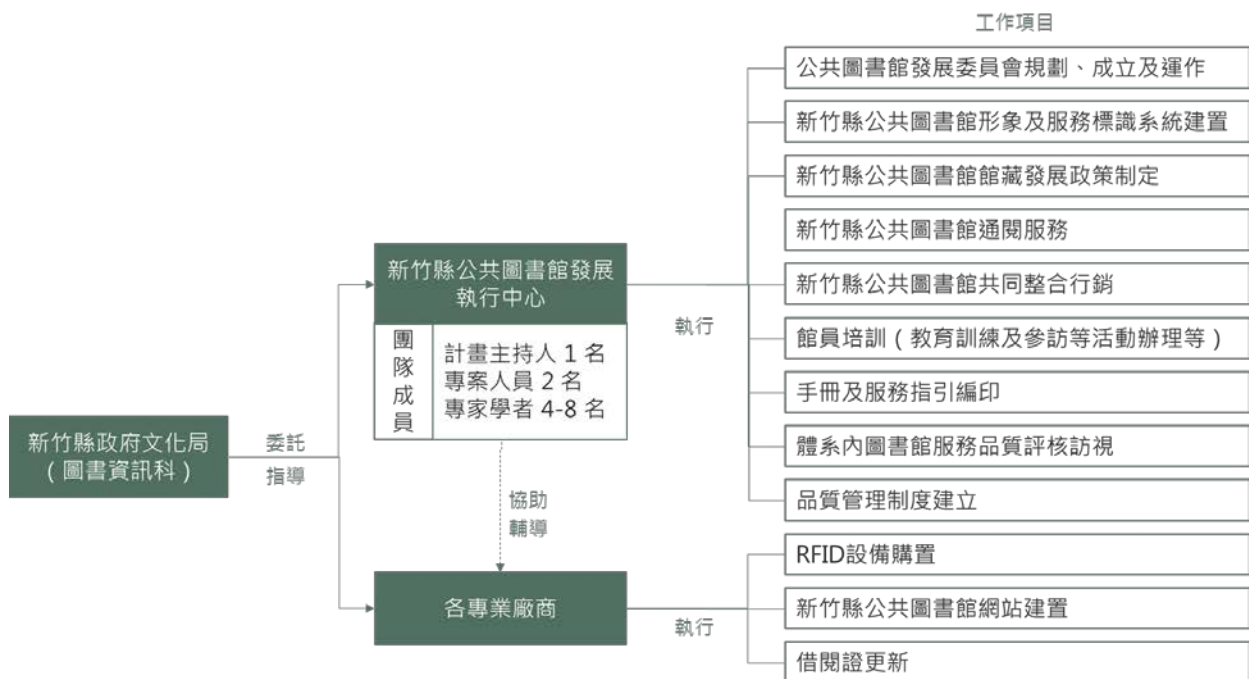 工作項目
公共圖書館發展委員會規劃、成立及運作
新竹縣公共圖書館形象及服務標識系統建置
新竹縣公共圖書館館藏發展政策制定
新竹縣公共圖書館通閱服務
新竹縣公共圖書館共同整合行銷
館員培訓（教育訓練及參訪等活動辦理等）
手冊及服務指引編印
體系內圖書館服務品質評核訪視
品質管理制度建立
RFID設備購置
新竹縣公共圖書館網站建置
借閱證更新
新竹縣公共圖書館發展
執行中心
團隊成員
計畫主持人 1 名
專案人員 2 名
專家學者 4-8 名
執行
新竹縣政府文化局
（圖書資訊科）
委託
指導
協助
輔導
各專業廠商
執行